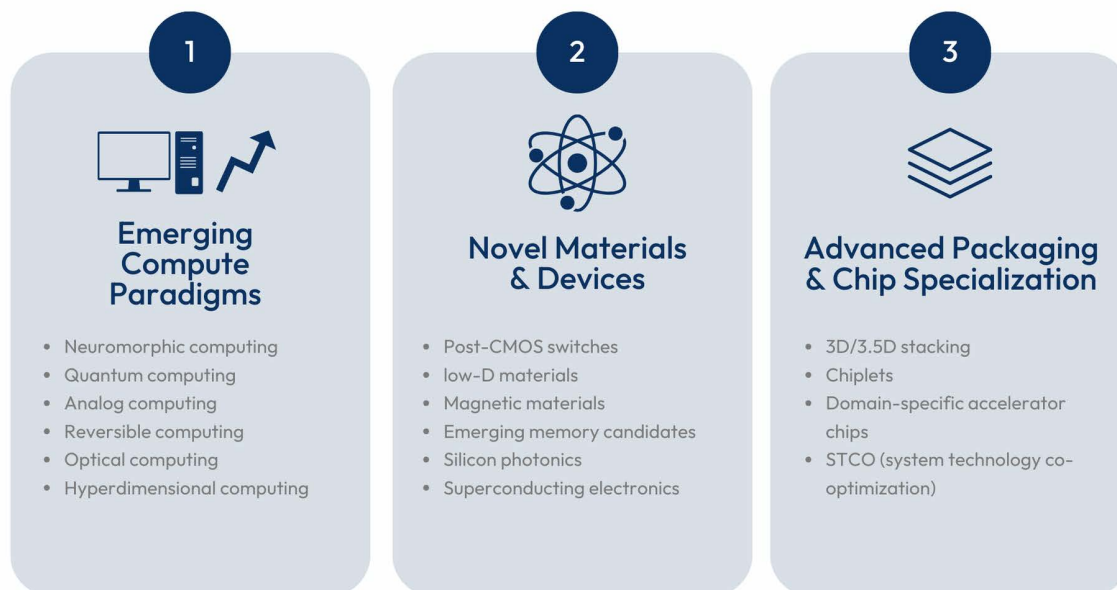 1
Emerging
Compute
Paradigms
• Neuromorphic computing
• Quantum computing
• Analog computing
• Reversible computing
• Optical computing
• Hyperdimensional computing
2
Novel Materials
& Devices
• Post-CMOS switches
• low-D materials
• Magnetic materials
• Emerging memory candidates
• Silicon photonics
• Superconducting electronics
3
Advanced Packaging
& Chip Specialization
• 3D/3.5D stacking
• Chiplets
• Domain-specific accelerator
chips
• STCO (system technology co-
optimization)